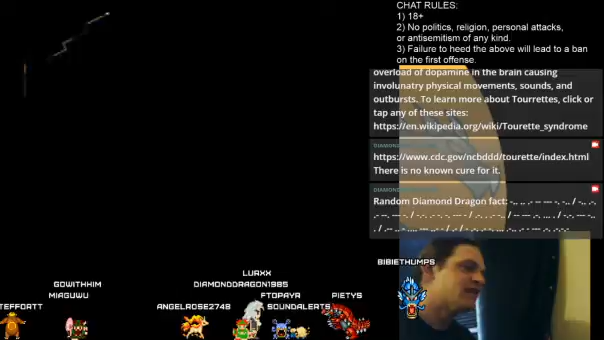 CHAT RULES:
1) 18+
2) No politics, religion, personal attacks,
or antisemitism of any kind.
3) Failure to heed the above will lead to a ban
on the first offense.
overload of dopamine in the brain causing
involunatry physical movements, sounds, and
outbursts. To learn more about Tourrettes, click or
tap any of these sites:
https://en.wikipedia.org/wiki/Tourette_syndrome
https://www.cdc.gov/ncbddd/tourette/index.html
There is no known cure for it.
Random Diamond Dragon fact:
BIBIETHUMPS
LURXX
GOWITHHIM
DIAMONDDRAGON1985
MIAGUWU
FTOPAYR
PIETYS
TEFFORTT
ANGELROSE2748
SOUNDALERTS